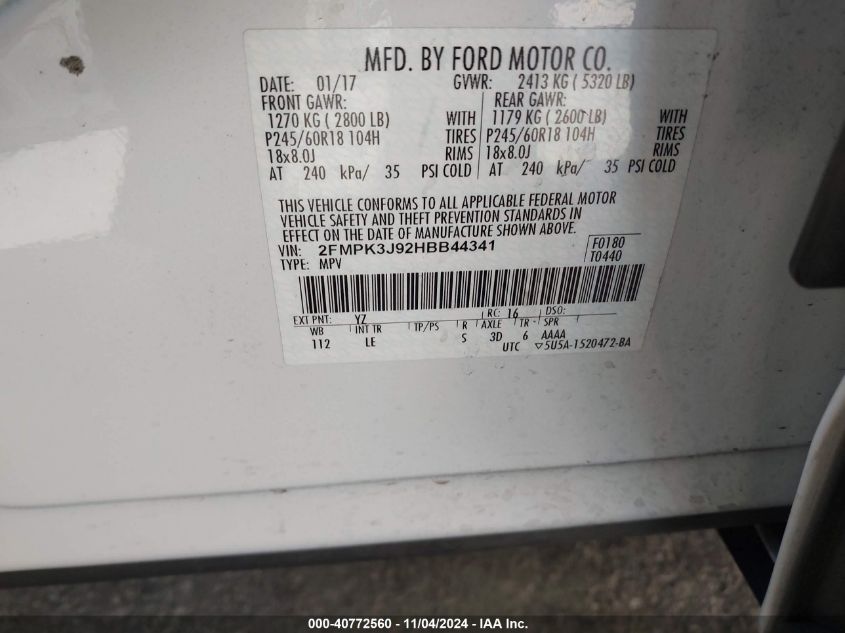 MFD. BY FORD MOTOR CO.
DATE: 01/17 GVWR: 2413 KG ( 5320 LB)
FRONT GAWR: REAR GAWR:
1270 KG ( 2800 LB) WITH 1179 KG ( 2600 LB) WITH
P245/60R18 104H TIRES P245/60R18 104H TIRES
18x8.0J RIMS 18x8.0J RIMS
AT 240 kPa/ 35 PSI COLD AT 240 kPa/ 35 PSI COLD
THIS VEHICLE CONFORMS TO ALL APPLICABLE FEDERAL MOTOR
VEHICLE SAFETY AND THEFT PREVENTION STANDARDS IN
EFFECT ON THE DATE OF MANUFACTURE SHOWN ABOVE.
VIN: 2FMPK3J92HBB44341 F0180
TYPE: MPV T0440
EXT PNT: YZ RC: 16 DSO:
WB INT TR TP/PS R AXLE TR SPR
112 LE S 3D 6 AAAA
UTC ▽5U5A-1520472-BA
000-40772560 - 11/04/2024 - IAA Inc.